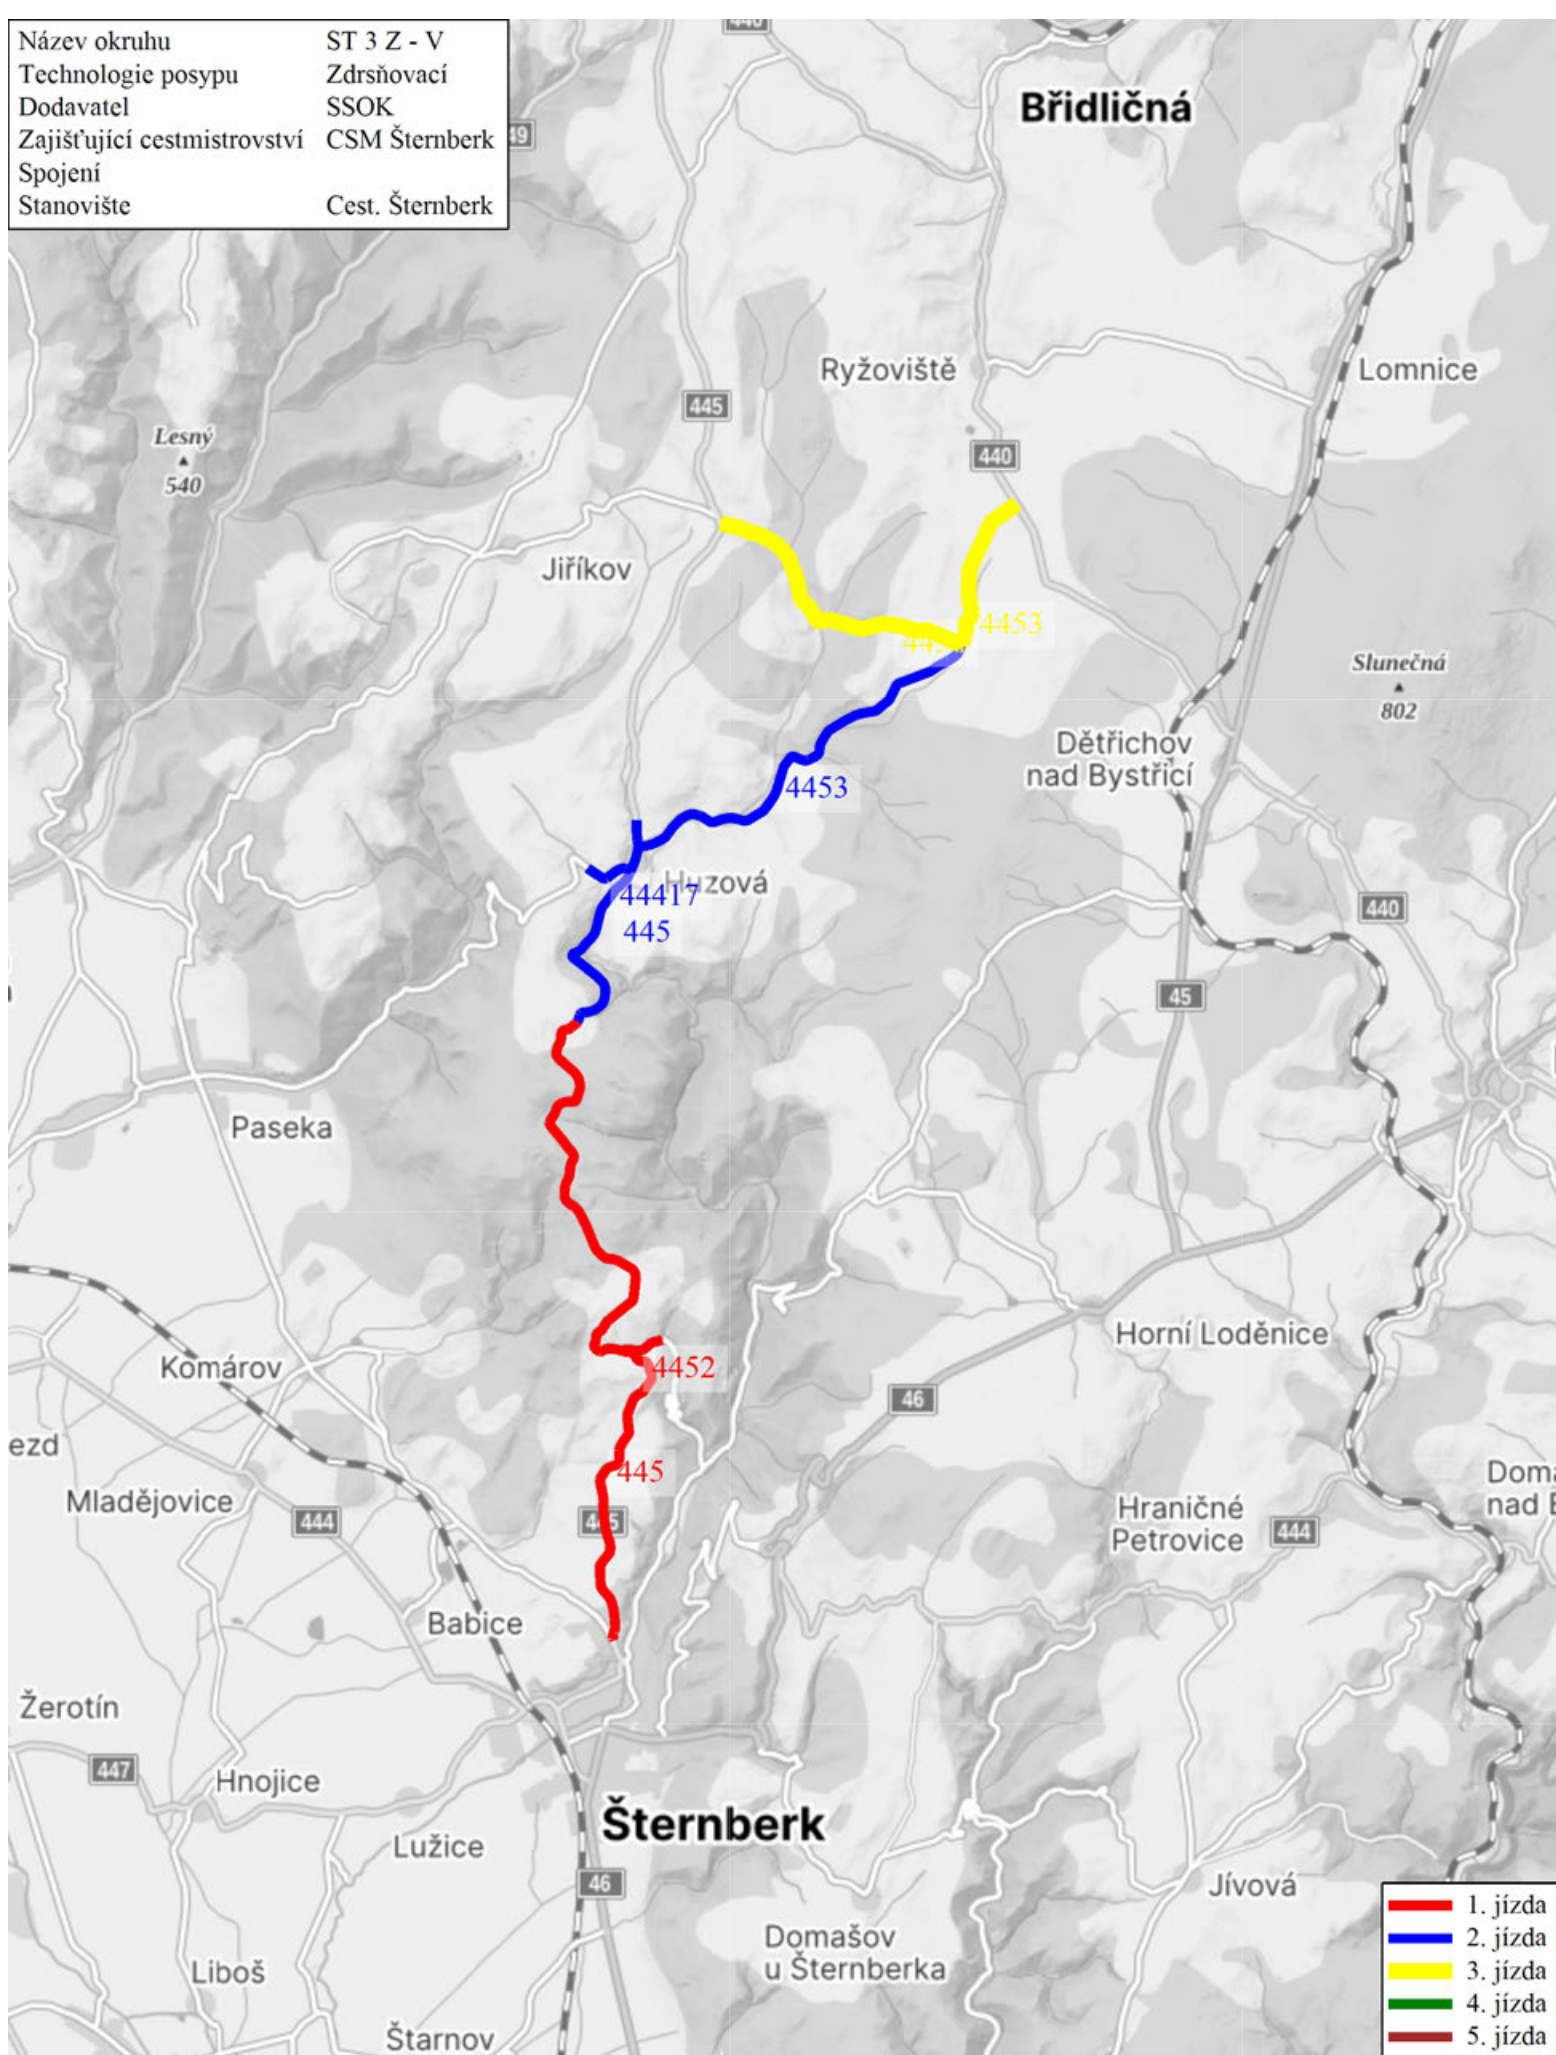 Název okruhu ST 3 Z - V
Technologie posypu Zdrsňovací
Dodavatel SSOK
Zajišťující cestmistrovství CSM Šternberk
Spojení
Stanoviště Cest. Šternberk
Břidličná
Ryžoviště
Lomnice
445
Lesný
540
440
Jiříkov
4453
Slunečná
802
Dětřichov
nad Bystřicí
4453
Huzová
44417
445
440
45
Paseka
Horní Loděnice
Komárov
4452
46
445
Mladějovice
444
445
Hraničné
Petrovice
444
Babice
Žerotín
447
Hnojice
Šternberk
Lužice
46
Jívová
Domašov
u Šternberka
Liboš
Štarnov
1. jízda
2. jízda
3. jízda
4. jízda
5. jízda